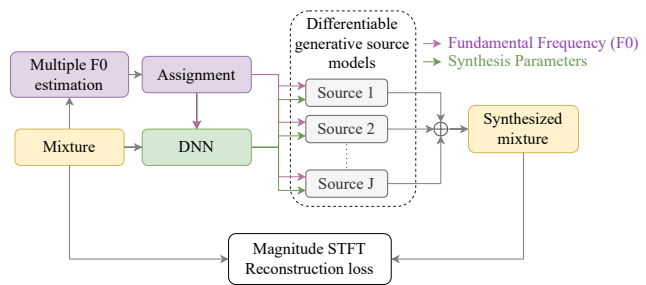 Differentiable
generative source
models
Fundamental Frequency (F0)
Synthesis Parameters
Multiple F0
estimation
Assignment
Source 1
Source 2
Source J
Mixture
DNN
Synthesized
mixture
Magnitude STFT
Reconstruction loss